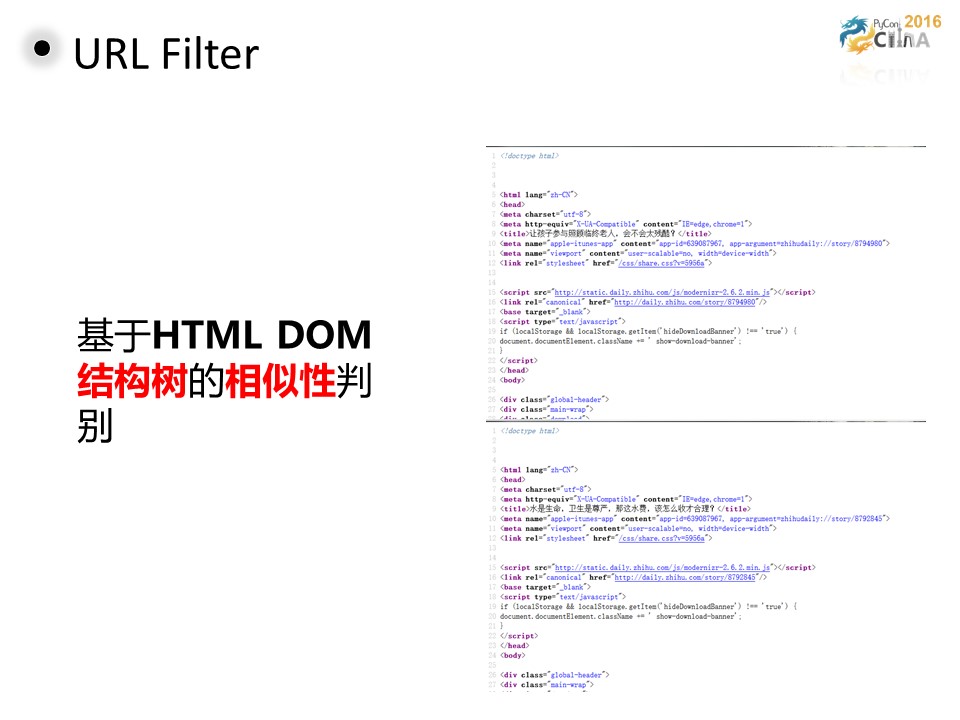 URL Filter
PyCon 2016
China
基于HTML DOM
结构树的相似性判
别
1 <!doctype html>
2
3
4
5 <html lang="zh-CN">
6 <head>
7 <meta charset="utf-8">
8 <meta http-equiv="X-UA-Compatible" content="IE=edge,chrome=1">
9 <title>让孩子参与照顾临终老人，会不会太残酷？</title>
10 <meta name="apple-itunes-app" content="app-id=639087967, app-argument=zhihudaily://story/8794980">
11 <meta name="viewport" content="user-scalable=no, width=device-width">
12 <link rel="stylesheet" href="/css/share.css?v=5956a">
13
14
15 <script src="http://static.daily.zhihu.com/js/modernizr-2.6.2.min.js"></script>
16 <link rel="canonical" href="http://daily.zhihu.com/story/8794980"/>
17 <base target="_blank">
18 <script type="text/javascript">
19 if (localStorage && localStorage.getItem('hideDownloadBanner') !== 'true') {
20 document.documentElement.className += ' show-download-banner';
21 }
22 </script>
23 </head>
24 <body>
25
26 <div class="global-header">
27 <div class="main-wrap">
28 <div class="download">
1 <!doctype html>
2
3
4
5 <html lang="zh-CN">
6 <head>
7 <meta charset="utf-8">
8 <meta http-equiv="X-UA-Compatible" content="IE=edge,chrome=1">
9 <title>水是生命，卫生是尊严，那这水费，该怎么收才合理？</title>
10 <meta name="apple-itunes-app" content="app-id=639087967, app-argument=zhihudaily://story/8792845">
11 <meta name="viewport" content="user-scalable=no, width=device-width">
12 <link rel="stylesheet" href="/css/share.css?v=5956a">
13
14
15 <script src="http://static.daily.zhihu.com/js/modernizr-2.6.2.min.js"></script>
16 <link rel="canonical" href="http://daily.zhihu.com/story/8792845"/>
17 <base target="_blank">
18 <script type="text/javascript">
19 if (localStorage && localStorage.getItem('hideDownloadBanner') !== 'true') {
20 document.documentElement.className += ' show-download-banner';
21 }
22 </script>
23 </head>
24 <body>
25
26 <div class="global-header">
27 <div class="main-wrap">